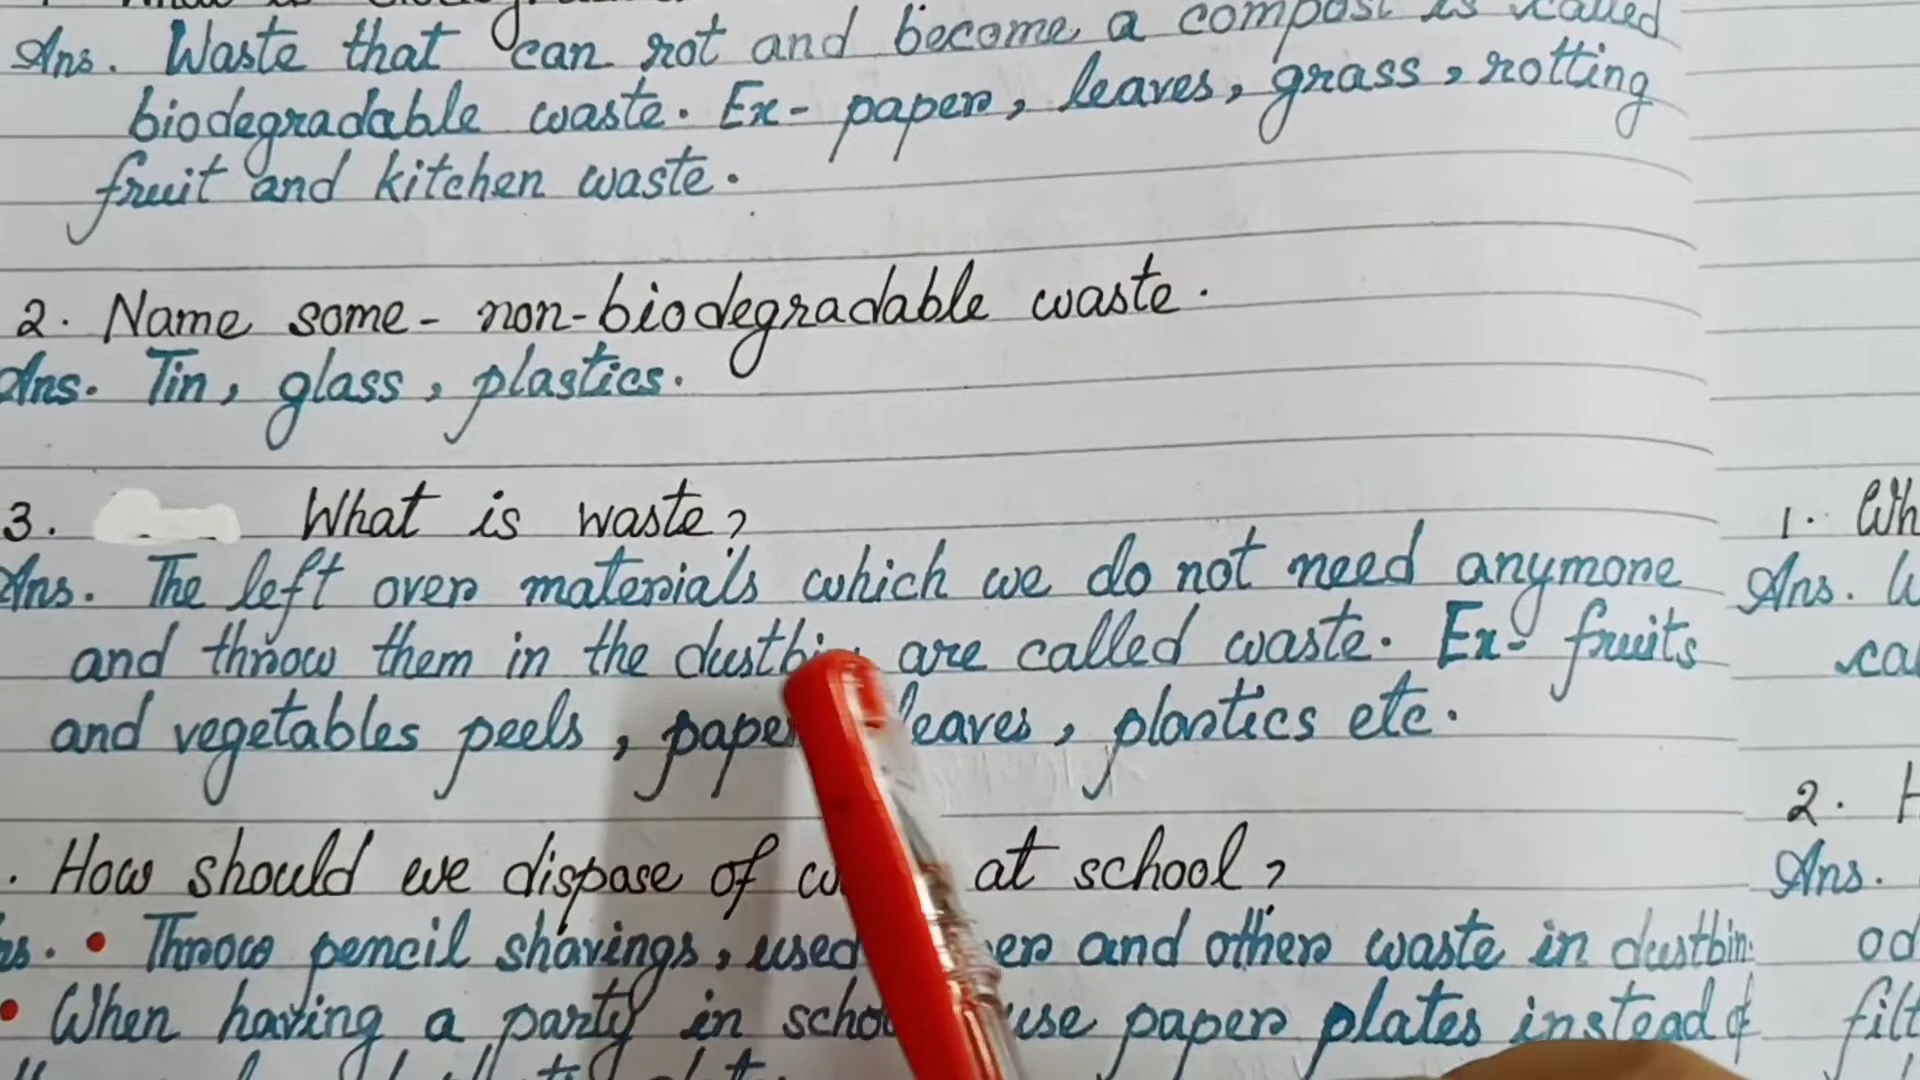 Ans. Waste that can rot and become a compost is called
biodegradable waste. Ex- paper, leaves, grass, rotting
fruit and kitchen waste.
2. Name some- non-biodegradable waste.
Ans. Tin, glass, plastics.
3. What is waste?
Ans. The left over materials which we do not need anymore
and throw them in the dustbin are called waste. Ex- fruits
and vegetables peels, paper leaves, plastics etc.
. How should we dispose of at school?
• Throw pencil shavings, used and other waste in dustbin.
• When having a party in school use paper plates instead of
1.
Ans.
2.
Ans.